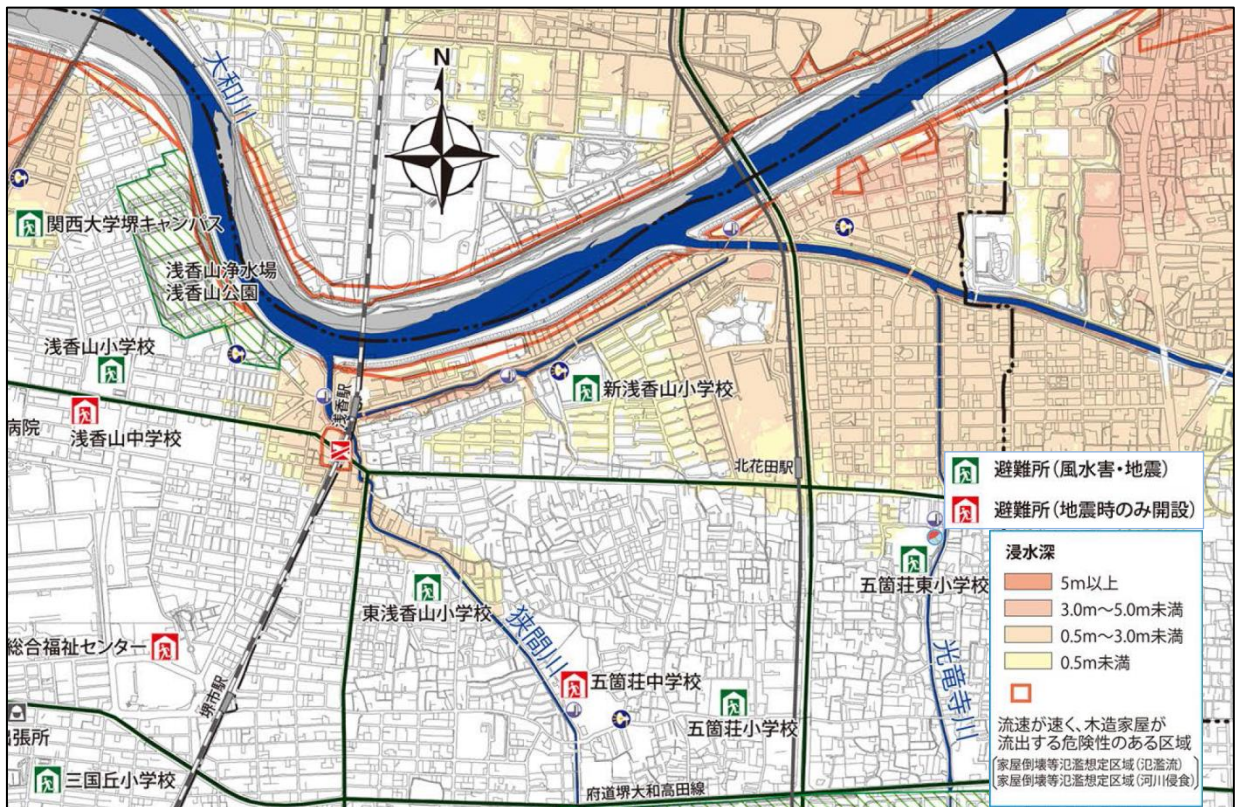 大和川
N
関西大学堺キャンパス
浅香山浄水場
浅香山公園
浅香山小学校
浅香駅
新浅香山小学校
病院
浅香山中学校
北花田駅
避難所(風水害・地震)
避難所(地震時のみ開設)
浸水深
5m以上
3.0m～5.0m未満
0.5m～3.0m未満
0.5m未満
流速が速く、木造家屋が
流出する危険性のある区域
家屋倒壊等氾濫想定区域(氾濫流)
家屋倒壊等氾濫想定区域(河川侵食)
五箇荘東小学校
東浅香山小学校
狭間川
光竜寺川
総合福祉センター
堺市駅
五箇荘中学校
五箇荘小学校
出張所
三国丘小学校
府道堺大和高田線